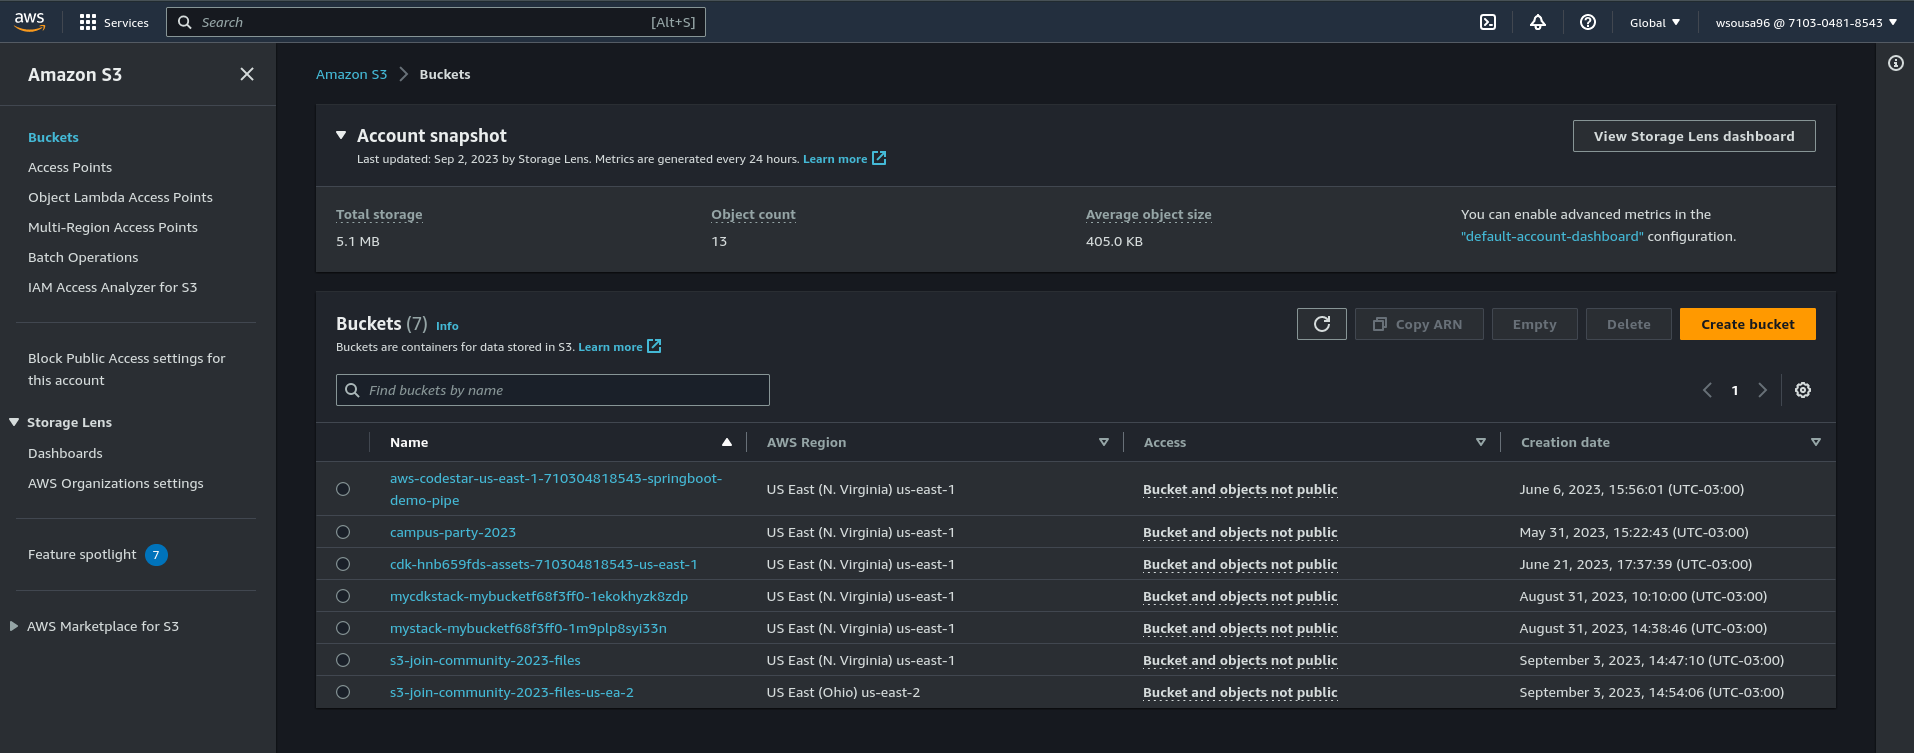 aws
Services
Search
[Alt+S]
Global
wsousa96 @ 7103-0481-8543
Amazon S3
Buckets
Access Points
Object Lambda Access Points
Multi-Region Access Points
Batch Operations
IAM Access Analyzer for S3
Block Public Access settings for
this account
Storage Lens
Dashboards
AWS Organizations settings
Feature spotlight 7
AWS Marketplace for S3
Amazon S3 > Buckets
Account snapshot
Last updated: Sep 2, 2023 by Storage Lens. Metrics are generated every 24 hours. Learn more
View Storage Lens dashboard
Total storage
5.1 MB
Object count
13
Average object size
405.0 KB
You can enable advanced metrics in the
"default-account-dashboard" configuration.
Buckets (7) Info
Buckets are containers for data stored in S3. Learn more
Copy ARN
Empty
Delete
Create bucket
Find buckets by name
1
Name AWS Region Access Creation date
aws-codestar-us-east-1-710304818543-springboot-
demo-pipe
US East (N. Virginia) us-east-1 Bucket and objects not public June 6, 2023, 15:56:01 (UTC-03:00)
campus-party-2023 US East (N. Virginia) us-east-1 Bucket and objects not public May 31, 2023, 15:22:43 (UTC-03:00)
cdk-hnb659fds-assets-710304818543-us-east-1 US East (N. Virginia) us-east-1 Bucket and objects not public June 21, 2023, 17:37:39 (UTC-03:00)
mycdkstack-mybucketf68f3ff0-1ekokhyzk8zdp US East (N. Virginia) us-east-1 Bucket and objects not public August 31, 2023, 10:10:00 (UTC-03:00)
mystack-mybucketf68f3ff0-1m9plp8syi33n US East (N. Virginia) us-east-1 Bucket and objects not public August 31, 2023, 14:38:46 (UTC-03:00)
s3-join-community-2023-files US East (N. Virginia) us-east-1 Bucket and objects not public September 3, 2023, 14:47:10 (UTC-03:00)
s3-join-community-2023-files-us-ea-2 US East (Ohio) us-east-2 Bucket and objects not public September 3, 2023, 14:54:06 (UTC-03:00)